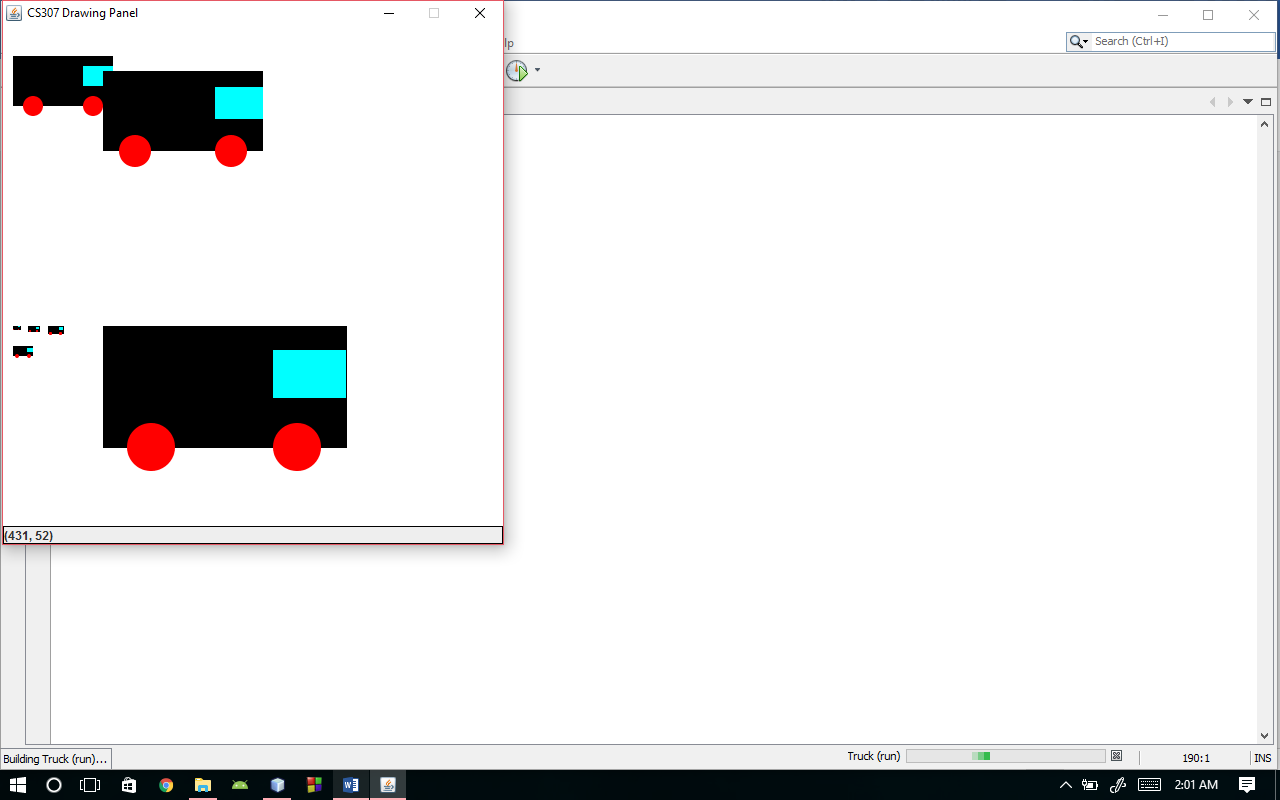 CS307 Drawing Panel
lp
Search (Ctrl+I)
(431, 52)
Building Truck (run)...
Truck (run)
190:1
INS
2:01 AM